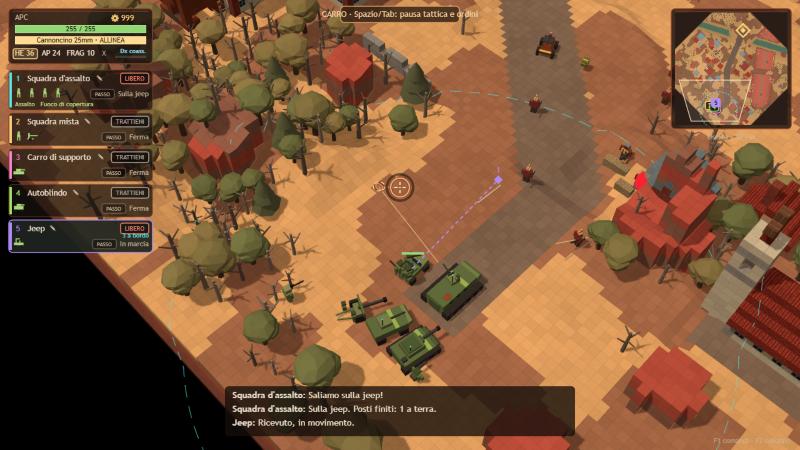 CARRO - Spazio/Tab: pausa tattica e ordini
APC 999
255 / 255
Cannoncino 25mm - ALLINEA
HE 36 AP 24 FRAG 10 X Dx coass.
1 Squadra d'assalto LIBERO
PASSO Sulla jeep
Assalto Fuoco di copertura
2 Squadra mista TRATTIENI
PASSO Ferma
3 Carro di supporto TRATTIENI
PASSO Ferma
4 Autoblindo TRATTIENI
PASSO Ferma
5 Jeep LIBERO
3 a bordo
PASSO In marcia
5
Squadra d'assalto: Saliamo sulla jeep!
Squadra d'assalto: Sulla jeep. Posti finiti: 1 a terra.
Jeep: Ricevuto, in movimento.